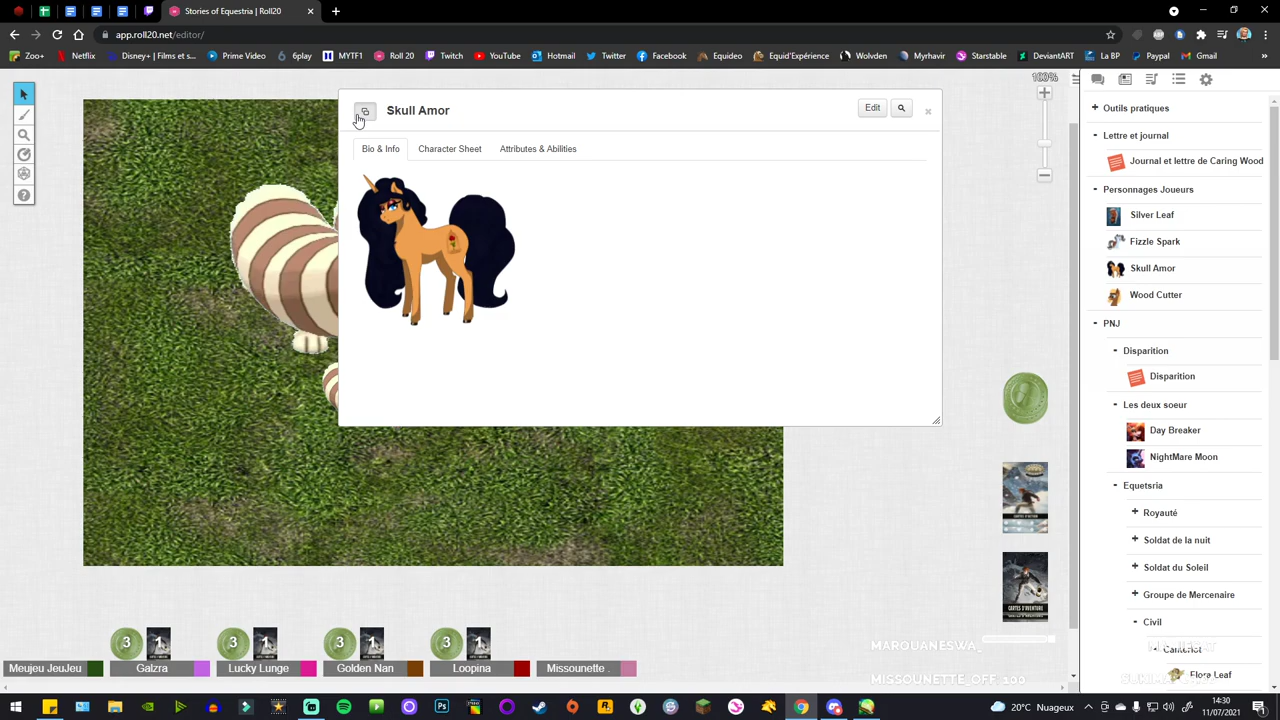 Stories of Equestria | Roll20
app.roll20.net/editor/
Zoo+
Netflix
Disney+ | Films et s...
Prime Video
6play
MYTF1
Roll 20
YouTube
Hotmail
Twitter
Facebook
Equideo
Equid'Expérience
Wolvden
Myrhavir
Starstable
DeviantART
Paypal
Gmail
100%
Skull Amor
Edit
Bio & Info
Character Sheet
Attributes & Abilities
Outils pratiques
Lettre et journal
Journal et lettre de Caring Wood
Personnages Joueurs
Silver Leaf
Fizzle Spark
Skull Amor
Wood Cutter
PNJ
Disparition
Disparition
Les deux soeur
Day Breaker
NightMare Moon
Equetsria
Royauté
Soldat de la nuit
Soldat du Soleil
Groupe de Mercenaire
Civil
Canterlot
Flora Leaf
MAROUANESWA_
MISSOUNETTE_OFF_100
3
1
3
1
3
1
3
1
Meujeu JeuJeu
Galzra
Lucky Lunge
Golden Nan
Loopina
Missounette .
20°C Nuageux
14:30
11/07/2021